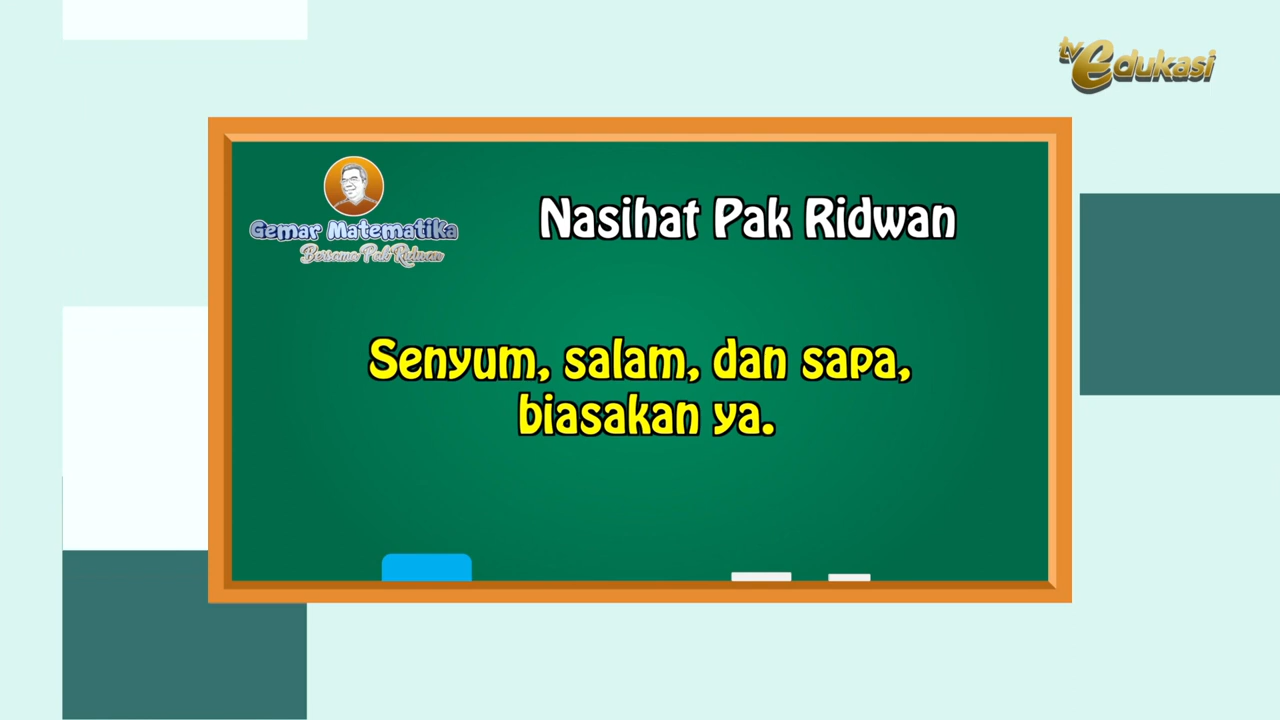 tv edukasi
Gemar Matematika
Bersama Pak Ridwan
Nasihat Pak Ridwan
Senyum, salam, dan sapa,
biasakan ya.